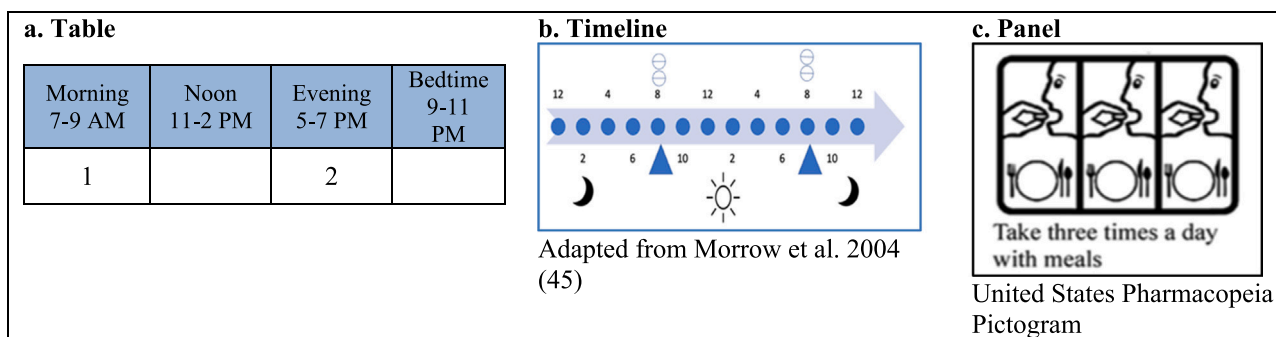 a. Table
Morning
7-9 AM
Noon
11-2 PM
Evening
5-7 PM
Bedtime
9-11
PM
1
2
b. Timeline
12 4 8 12 4 8 12
2 6 10 2 6 10
Adapted from Morrow et al. 2004
(45)
c. Panel
Take three times a day
with meals
United States Pharmacopeia
Pictogram